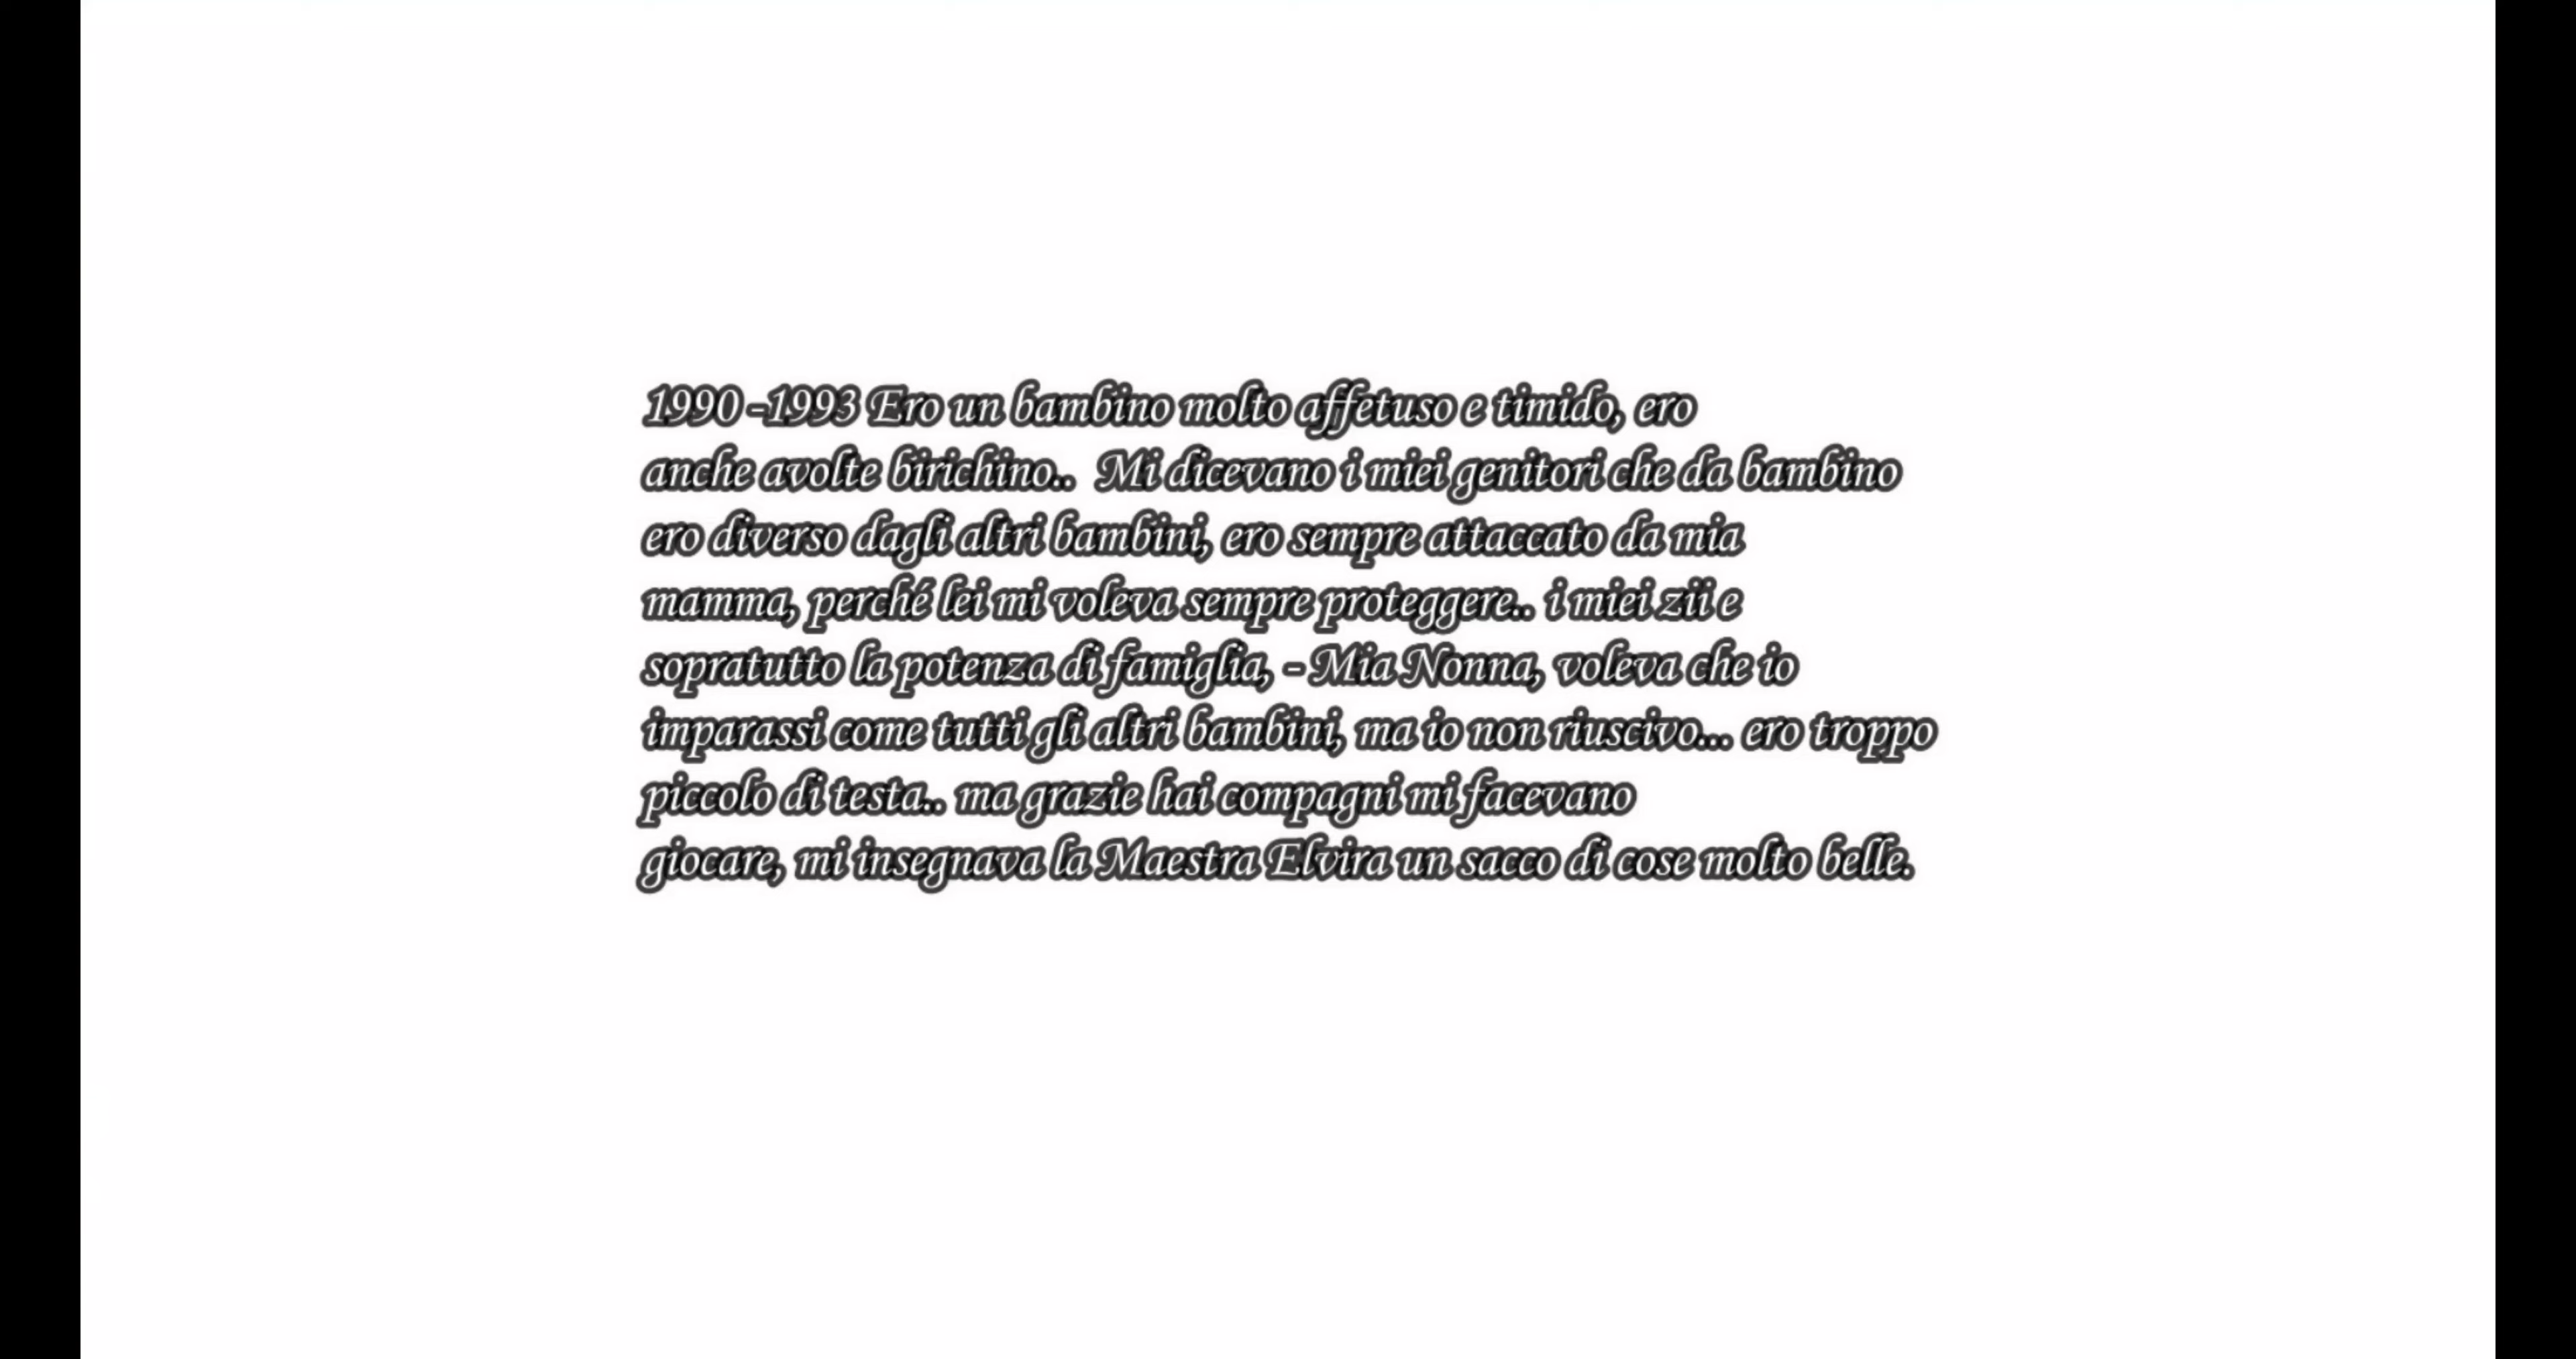 1990 -1993 Ero un bambino molto affetuso e timido, ero
anche avolte birichino.. Mi dicevano i miei genitori che da bambino
ero diverso dagli altri bambini, ero sempre attaccato da mia
mamma, perché lei mi voleva sempre proteggere.. i miei zii e
sopratutto la potenza di famiglia, - Mia Nonna, voleva che io
imparassi come tutti gli altri bambini, ma io non riuscivo... ero troppo
piccolo di testa.. ma grazie hai compagni mi facevano
giocare, mi insegnava la Maestra Elvira un sacco di cose molto belle.